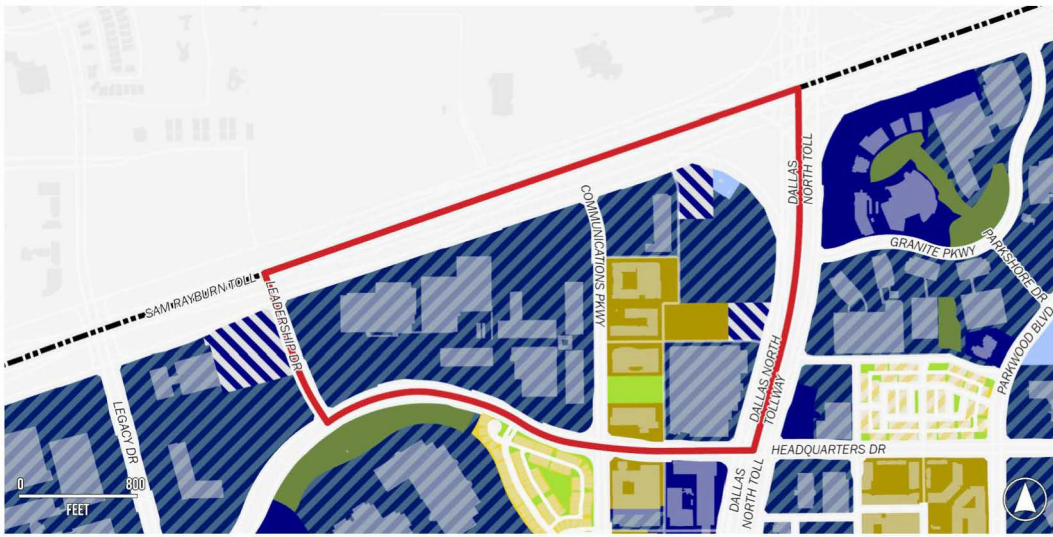 DALLAS
NORTH TOLL
COMMUNICATIONS PKWY
GRANITE PKWY
PARKSHORE DR
SAM RAYBURN TOLL
LEADERSHIP DR
PARKWOOD BLVD
DALLAS NORTH
TOLLWAY
LEGACY DR
HEADQUARTERS DR
DALLAS
NORTH TOLL
0 800
FEET